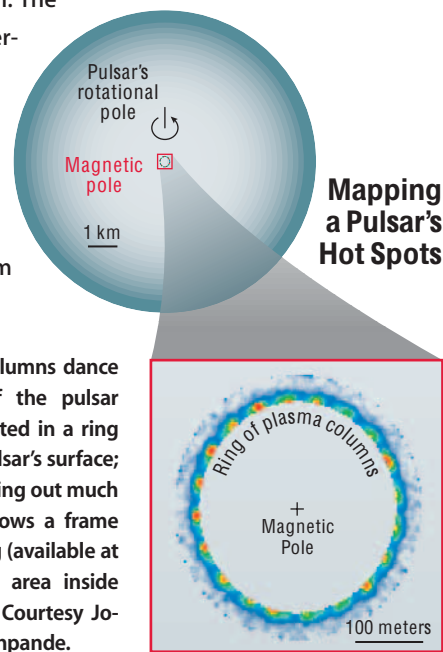 . The
er-
Pulsar's
rotational
pole
Magnetic
pole
1 km
Mapping
a Pulsar's
Hot Spots
m
olumns dance
f the pulsar
ted in a ring
lsar's surface;
ing out much
ows a frame
g (available at
area inside
Courtesy Jo-
npande.
Ring of plasma columns
+
Magnetic
Pole
100 meters